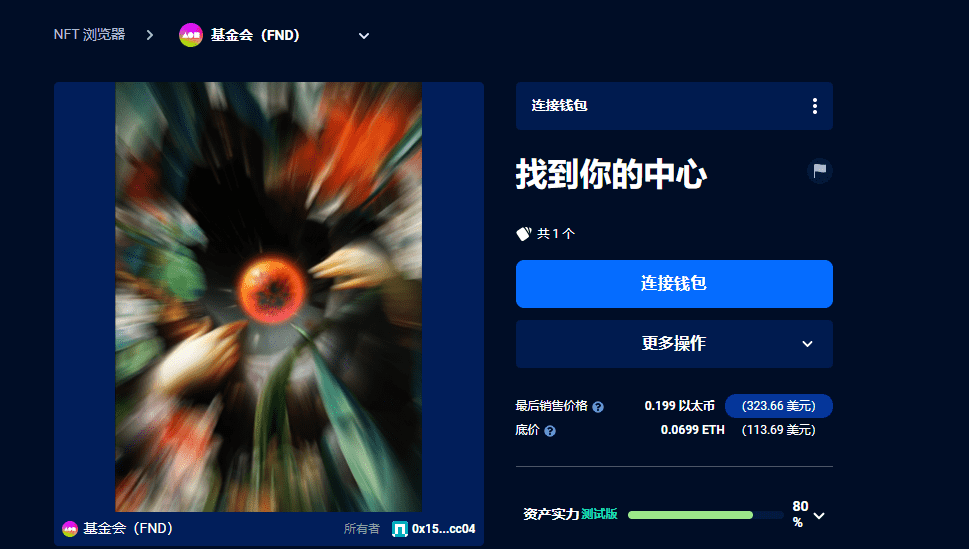 NFT 浏览器
基金会（FND）
连接钱包
找到你的中心
共 1 个
连接钱包
更多操作
最后销售价格 ? 0.199 以太币 (323.66 美元)
底价 ? 0.0699 ETH (113.69 美元)
资产实力 测试版 80
%
基金会（FND） 所有者 0x15...cc04